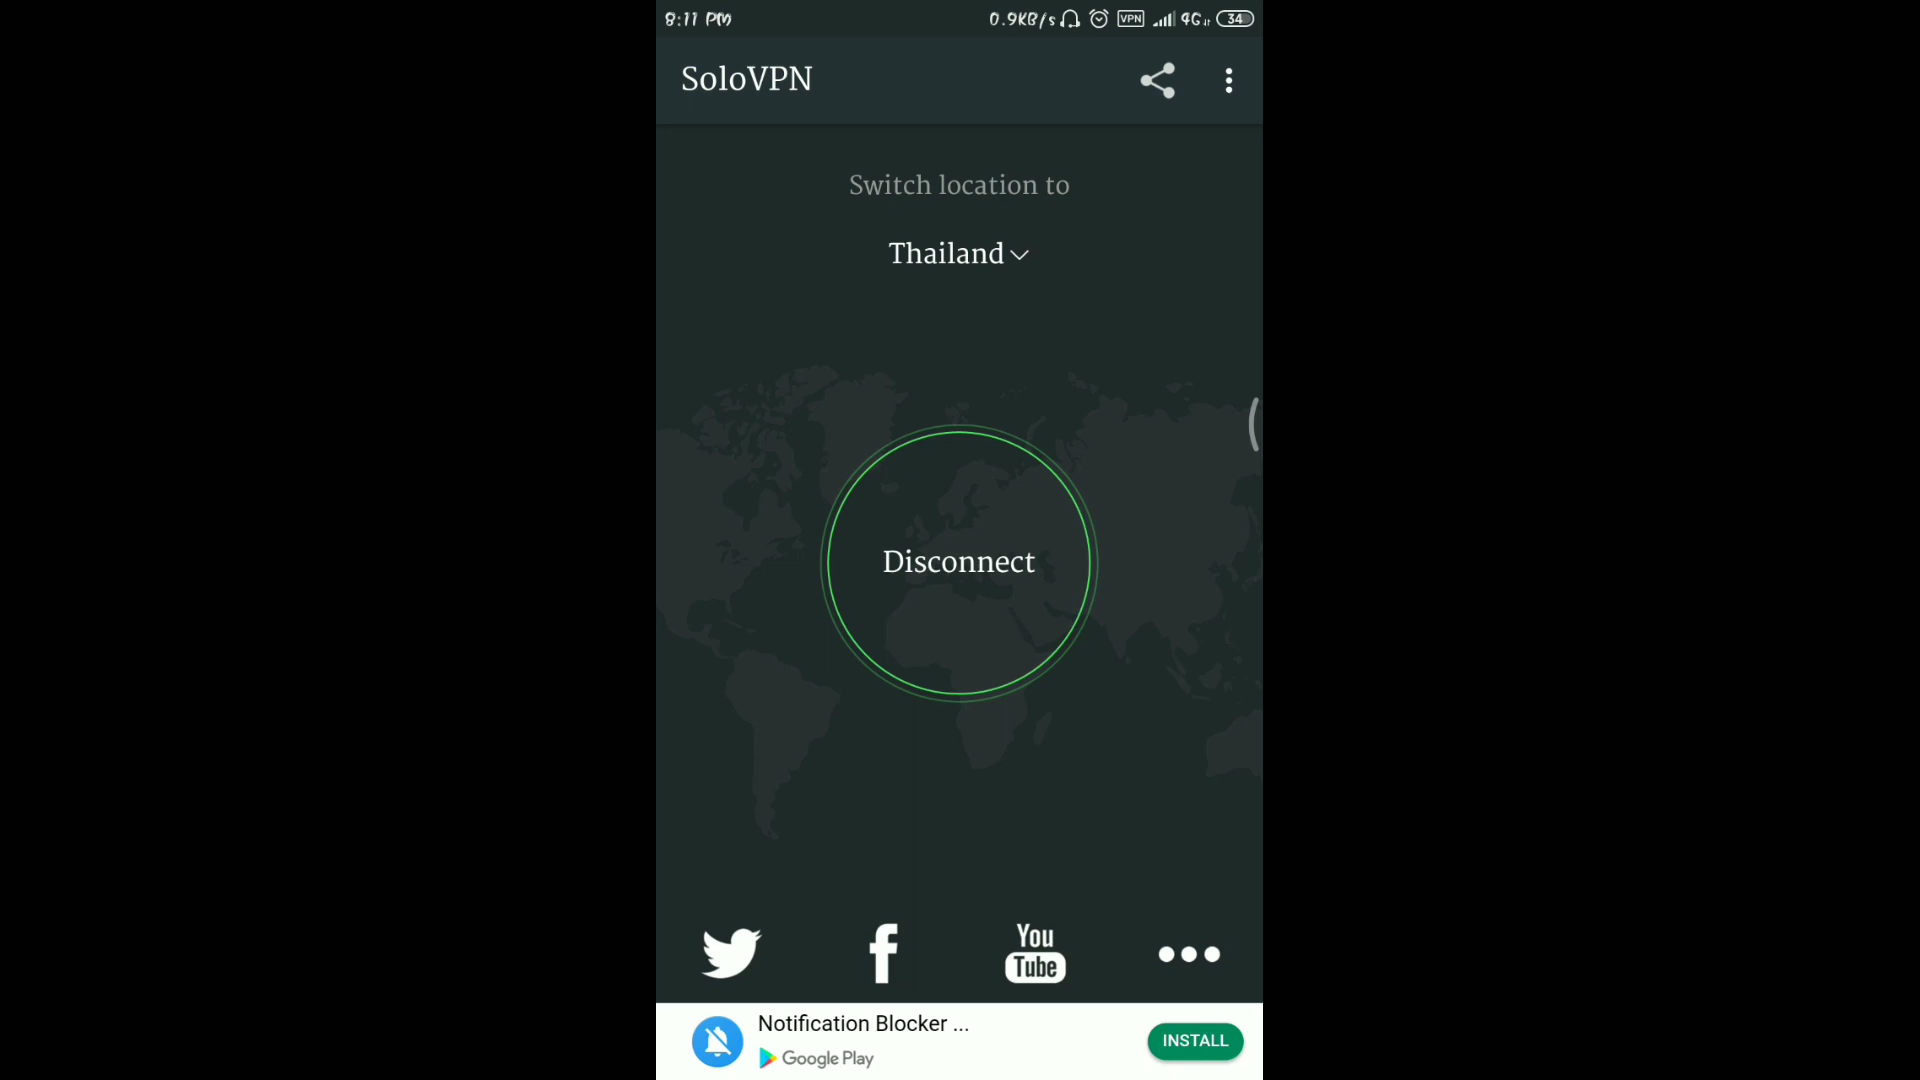 8:11 PM 0.9KB/s VPN 4G 34
SoloVPN
Switch location to
Thailand
Disconnect
You
Tube
Notification Blocker ...
Google Play
INSTALL